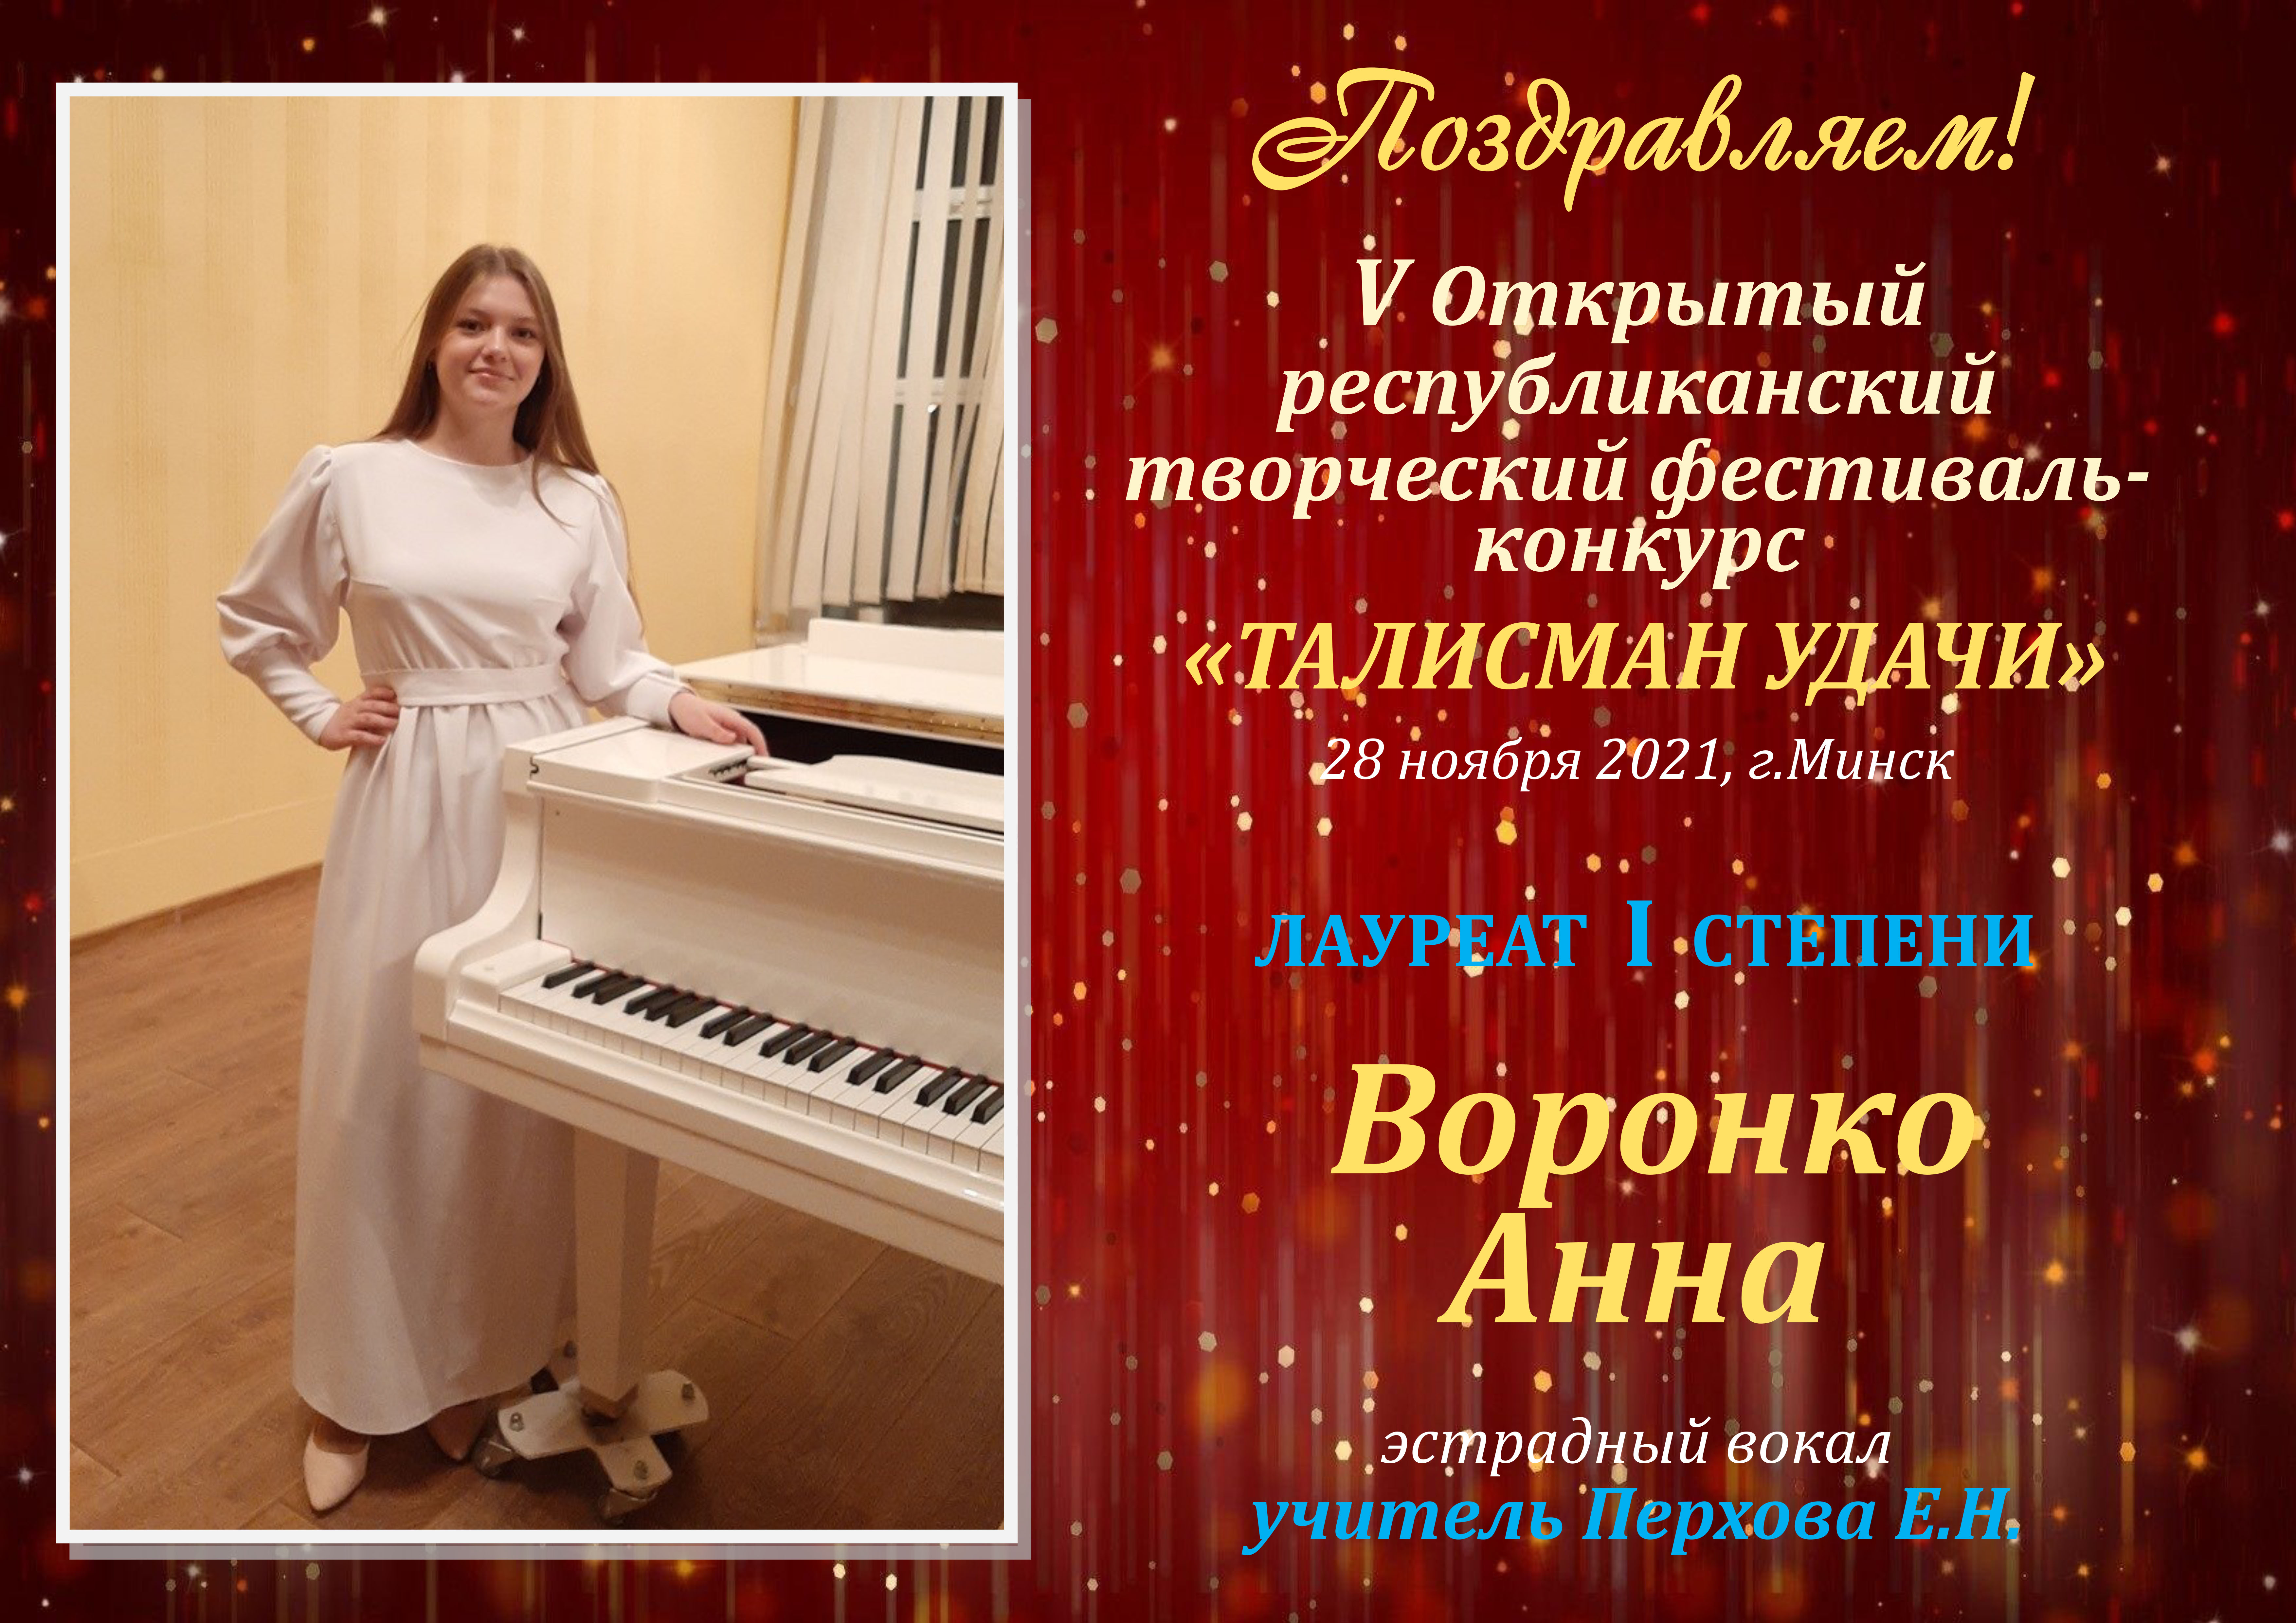 Поздравляем!
V Открытый
республиканский
творческий фестиваль-
конкурс
«ТАЛИСМАН УДАЧИ»
28 ноября 2021, г.Минск
ЛАУРЕАТ I СТЕПЕНИ
Воронко
Анна
эстрадный вокал
учитель Перхова Е.Н.